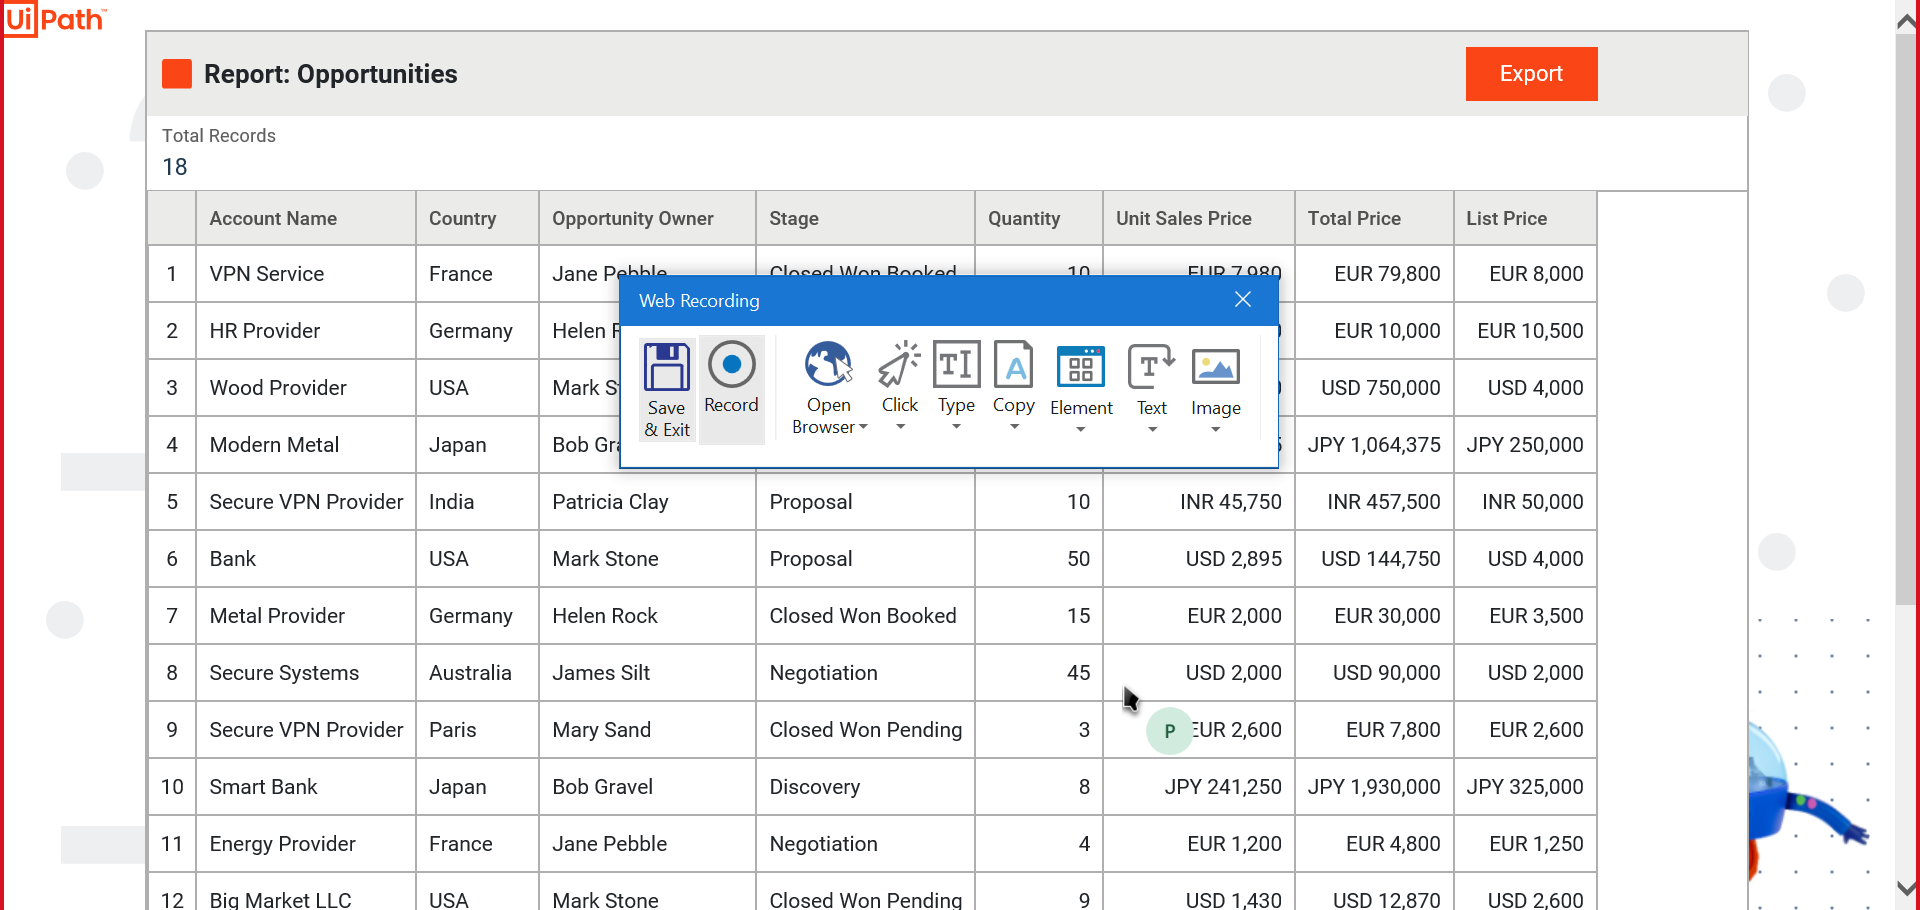 UiPath™
Report: Opportunities
Export
Total Records
18
Account Name Country Opportunity Owner Stage Quantity Unit Sales Price Total Price List Price
1 VPN Service France Jane Pebble Closed Won Booked 10 EUR 7,980 EUR 79,800 EUR 8,000
Web Recording
2 HR Provider Germany Helen EUR 10,000 EUR 10,500
3 Wood Provider USA Mark USD 750,000 USD 4,000
4 Modern Metal Japan Bob JPY 1,064,375 JPY 250,000
Save & Exit
Record
Open Browser
Click
Type
Copy
Element
Text
Image
5 Secure VPN Provider India Patricia Clay Proposal 10 INR 45,750 INR 457,500 INR 50,000
6 Bank USA Mark Stone Proposal 50 USD 2,895 USD 144,750 USD 4,000
7 Metal Provider Germany Helen Rock Closed Won Booked 15 EUR 2,000 EUR 30,000 EUR 3,500
8 Secure Systems Australia James Silt Negotiation 45 USD 2,000 USD 90,000 USD 2,000
9 Secure VPN Provider Paris Mary Sand Closed Won Pending 3 EUR 2,600 EUR 7,800 EUR 2,600
P
10 Smart Bank Japan Bob Gravel Discovery 8 JPY 241,250 JPY 1,930,000 JPY 325,000
11 Energy Provider France Jane Pebble Negotiation 4 EUR 1,200 EUR 4,800 EUR 1,250
12 Big Market LLC USA Mark Stone Closed Won Pending 9 USD 1,430 USD 12,870 USD 2,600